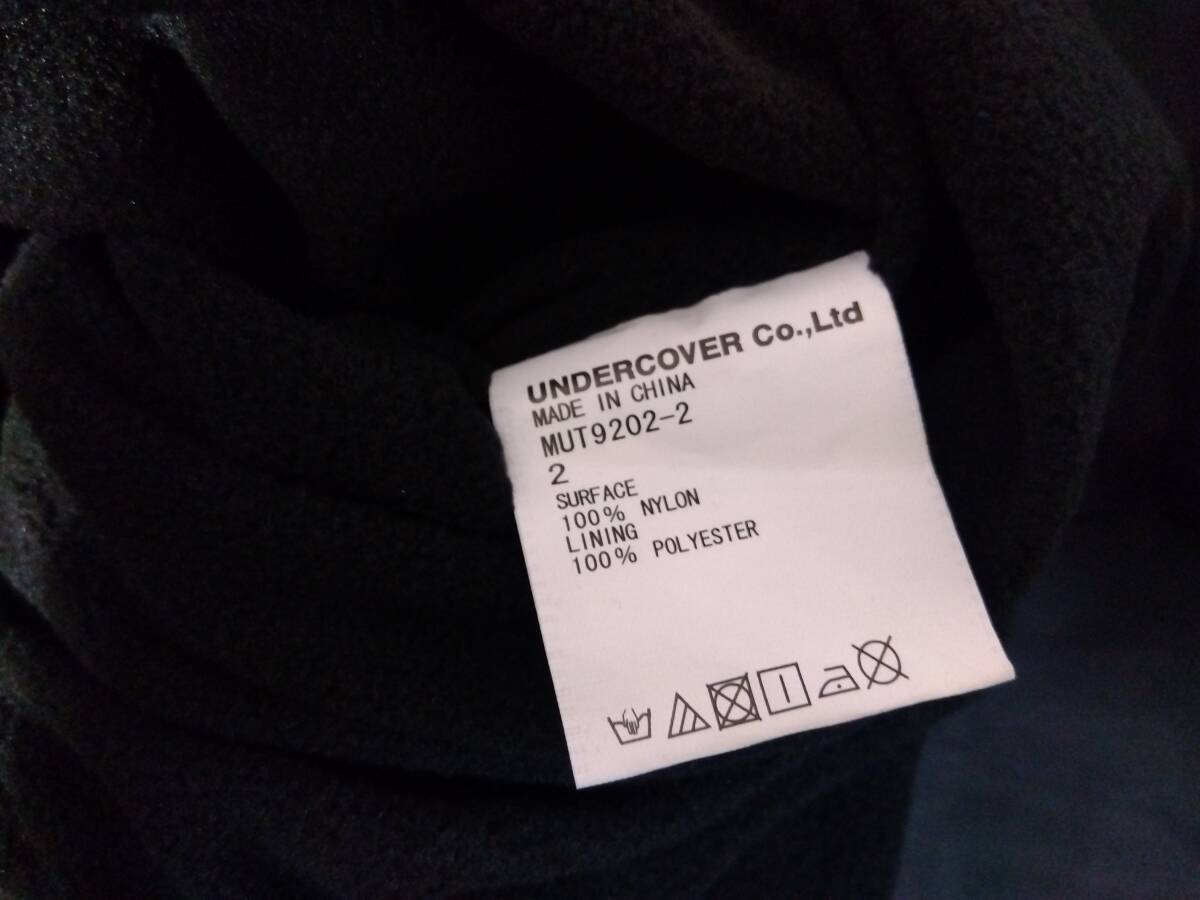 UNDERCOVER Co.,Ltd
MADE IN CHINA
MUT9202-2
2
SURFACE
100% NYLON
LINING
100% POLYESTER